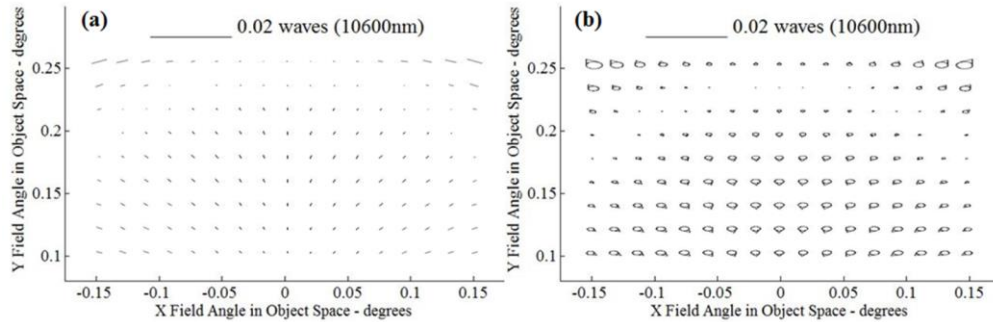 (a) 0.02 waves (10600nm)
Y Field Angle in Object Space - degrees
0.25
0.2
0.15
0.1
-0.15 -0.1 -0.05 0 0.05 0.1 0.15
X Field Angle in Object Space - degrees
(b) 0.02 waves (10600nm)
Y Field Angle in Object Space - degrees
0.25
0.2
0.15
0.1
-0.15 -0.1 -0.05 0 0.05 0.1 0.15
X Field Angle in Object Space - degrees